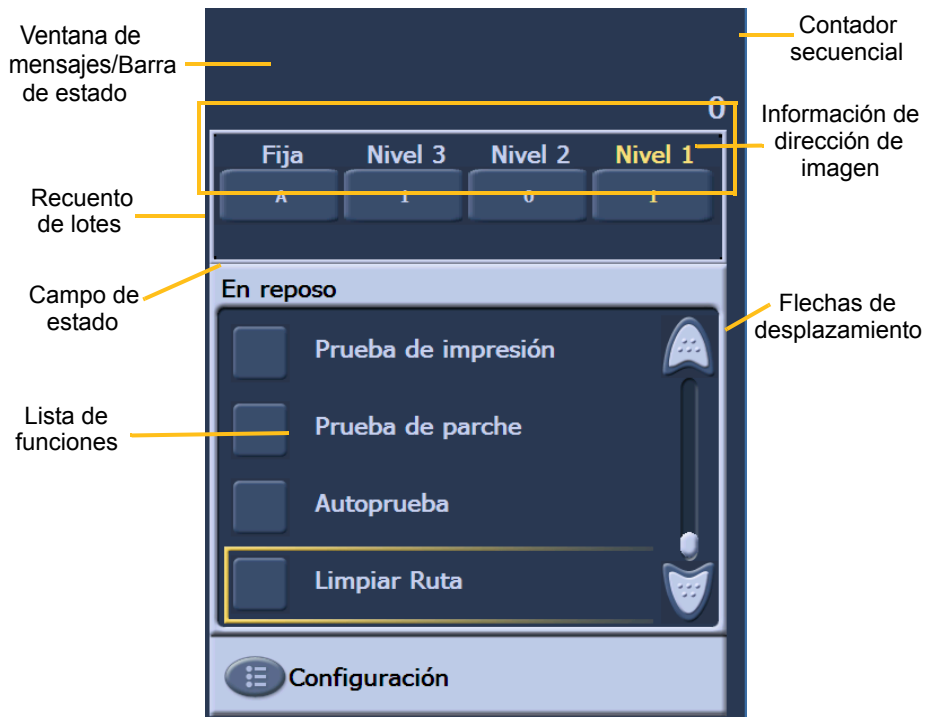 Ventana de
mensajes/Barra
de estado
Contador
secuencial
0
Información de
dirección de
imagen
Fija Nivel 3 Nivel 2 Nivel 1
A 1 0 1
Recuento
de lotes
Campo de
estado
En reposo
Flechas de
desplazamiento
Prueba de impresión
Lista de
funciones
Prueba de parche
Autoprueba
Limpiar Ruta
Configuración